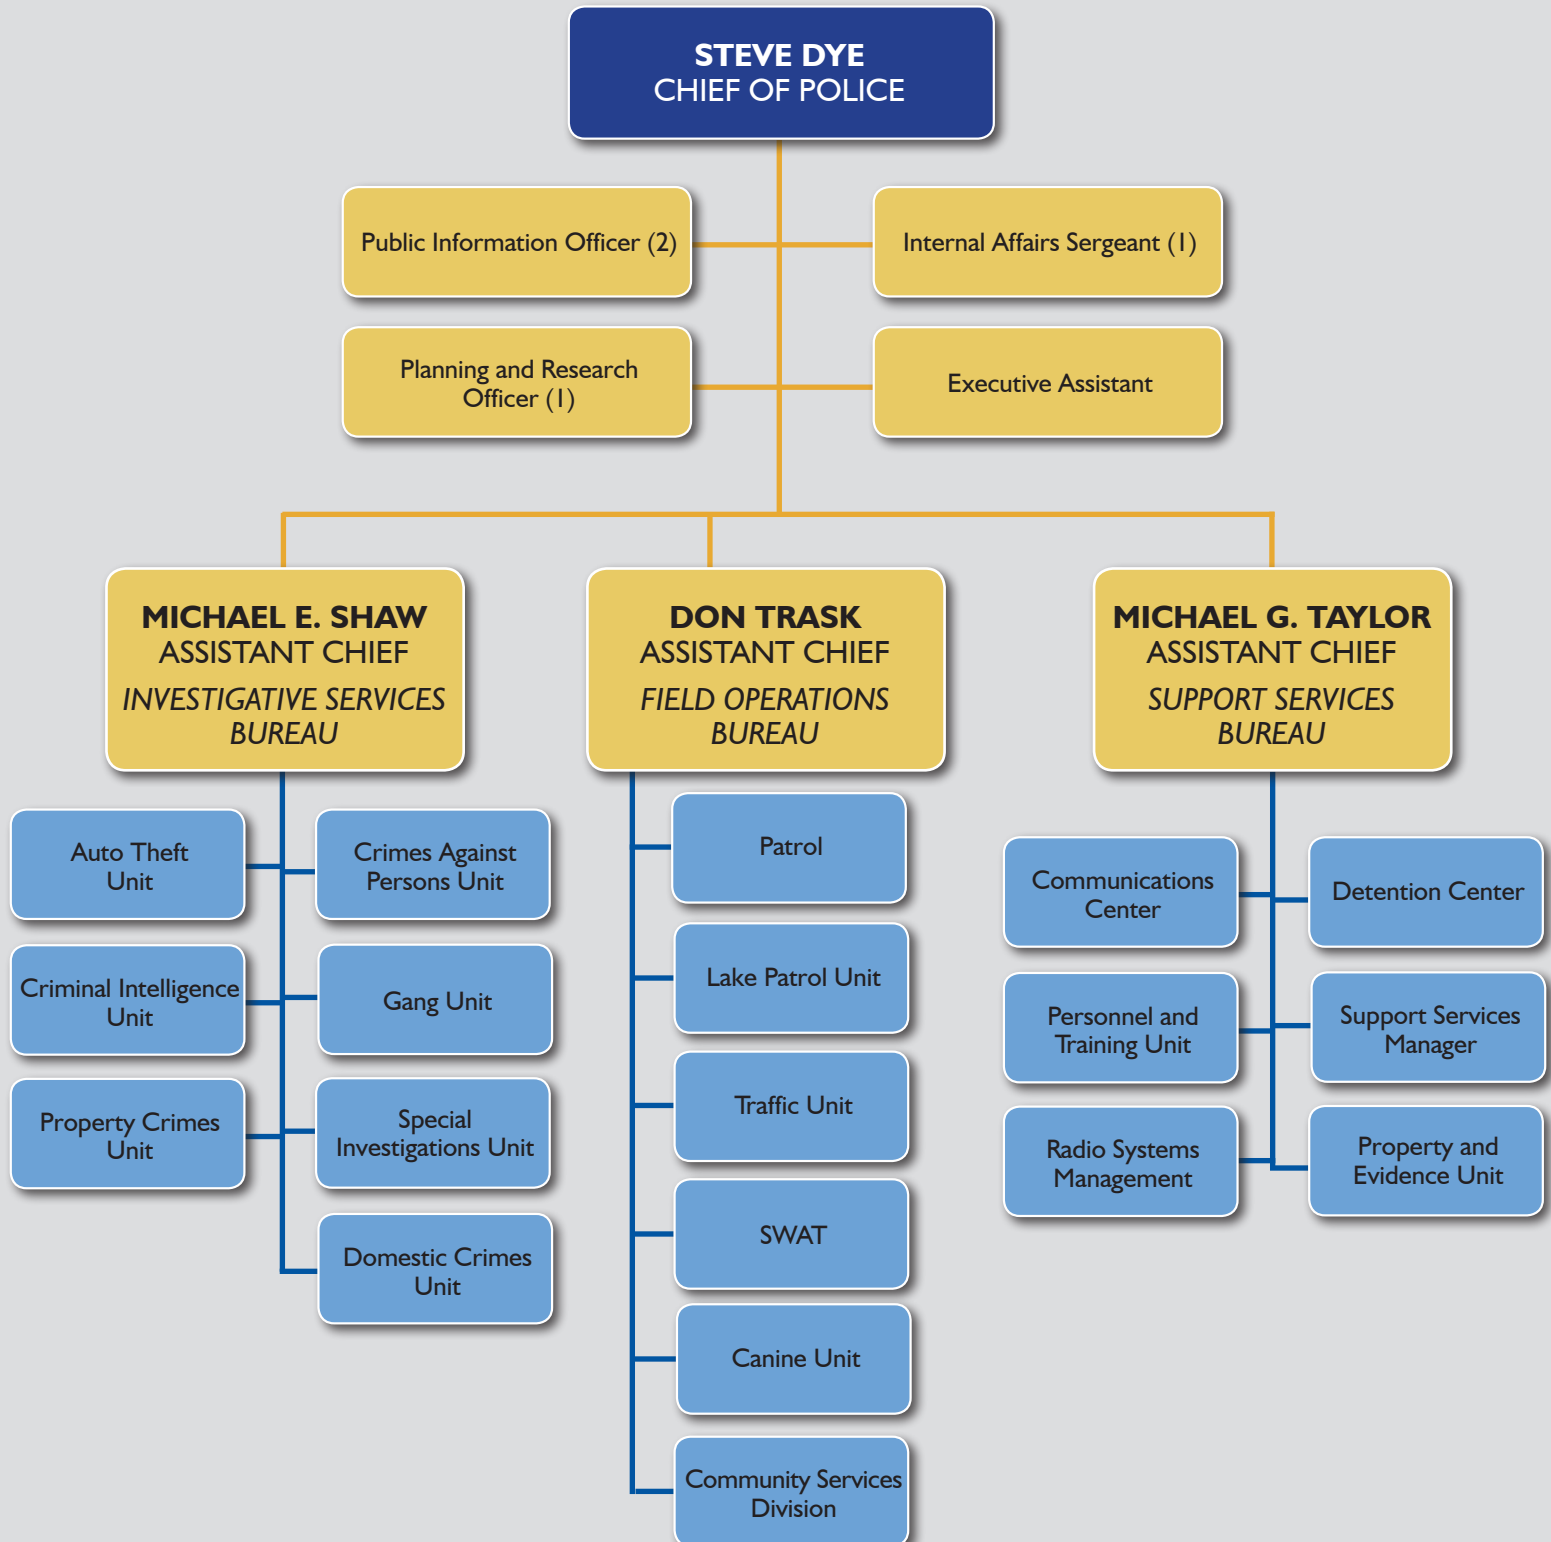 STEVE DYE
CHIEF OF POLICE
Public Information Officer (2)
Internal Affairs Sergeant (1)
Planning and Research
Officer (1)
Executive Assistant
MICHAEL E. SHAW
ASSISTANT CHIEF
INVESTIGATIVE SERVICES
BUREAU
DON TRASK
ASSISTANT CHIEF
FIELD OPERATIONS
BUREAU
MICHAEL G. TAYLOR
ASSISTANT CHIEF
SUPPORT SERVICES
BUREAU
Auto Theft
Unit
Crimes Against
Persons Unit
Criminal Intelligence
Unit
Gang Unit
Property Crimes
Unit
Special
Investigations Unit
Domestic Crimes
Unit
Patrol
Lake Patrol Unit
Traffic Unit
SWAT
Canine Unit
Community Services
Division
Communications
Center
Detention Center
Personnel and
Training Unit
Support Services
Manager
Radio Systems
Management
Property and
Evidence Unit